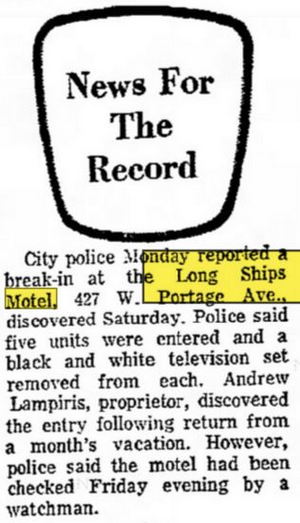 News For
The
Record
City police Monday reported a
break-in at the Long Ships
Motel, 427 W. Portage Ave.,
discovered Saturday. Police said
five units were entered and a
black and white television set
removed from each. Andrew
Lampiris, proprietor, discovered
the entry following return from
a month's vacation. However,
police said the motel had been
checked Friday evening by a
watchman.